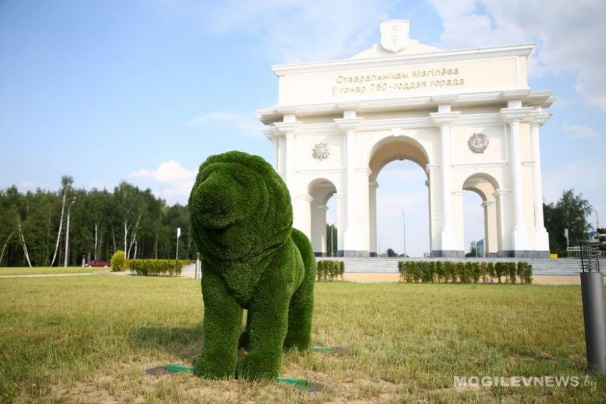 Стваральнікам Магілёва
ў гонар 750-годдзя горада
MOGILEVNEWS.by